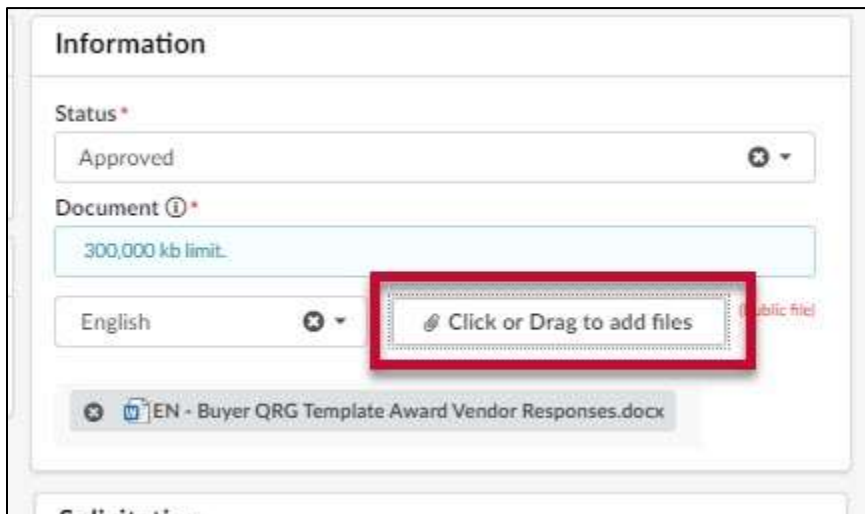 Information
Status *
Approved
Document ⓘ *
300,000 kb limit.
English
Click or Drag to add files
EN - Buyer QRG Template Award Vendor Responses.docx